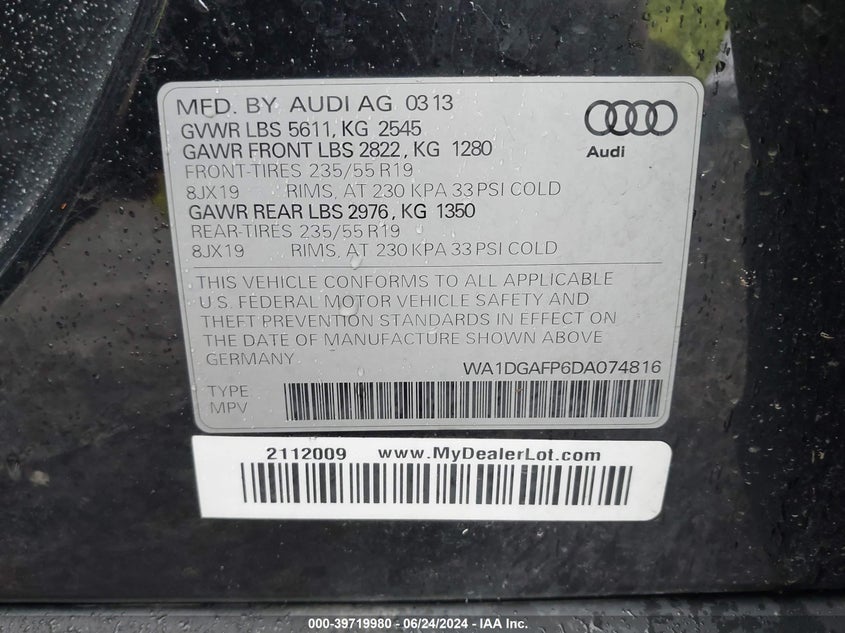 MFD. BY AUDI AG 03 13
GVWR LBS 5611, KG 2545
GAWR FRONT LBS 2822, KG 1280
Audi
FRONT-TIRES 235/55 R19
8JX19 RIMS, AT 230 KPA 33 PSI COLD
GAWR REAR LBS 2976, KG 1350
REAR-TIRES 235/55 R19
8JX19 RIMS, AT 230 KPA 33 PSI COLD
THIS VEHICLE CONFORMS TO ALL APPLICABLE
U.S. FEDERAL MOTOR VEHICLE SAFETY AND
THEFT PREVENTION STANDARDS IN EFFECT ON
THE DATE OF MANUFACTURE SHOWN ABOVE
GERMANY
WA1DGAFP6DA074816
TYPE
MPV
2112009 www.MyDealerLot.com
000-39719980 - 06/24/2024 - IAA Inc.